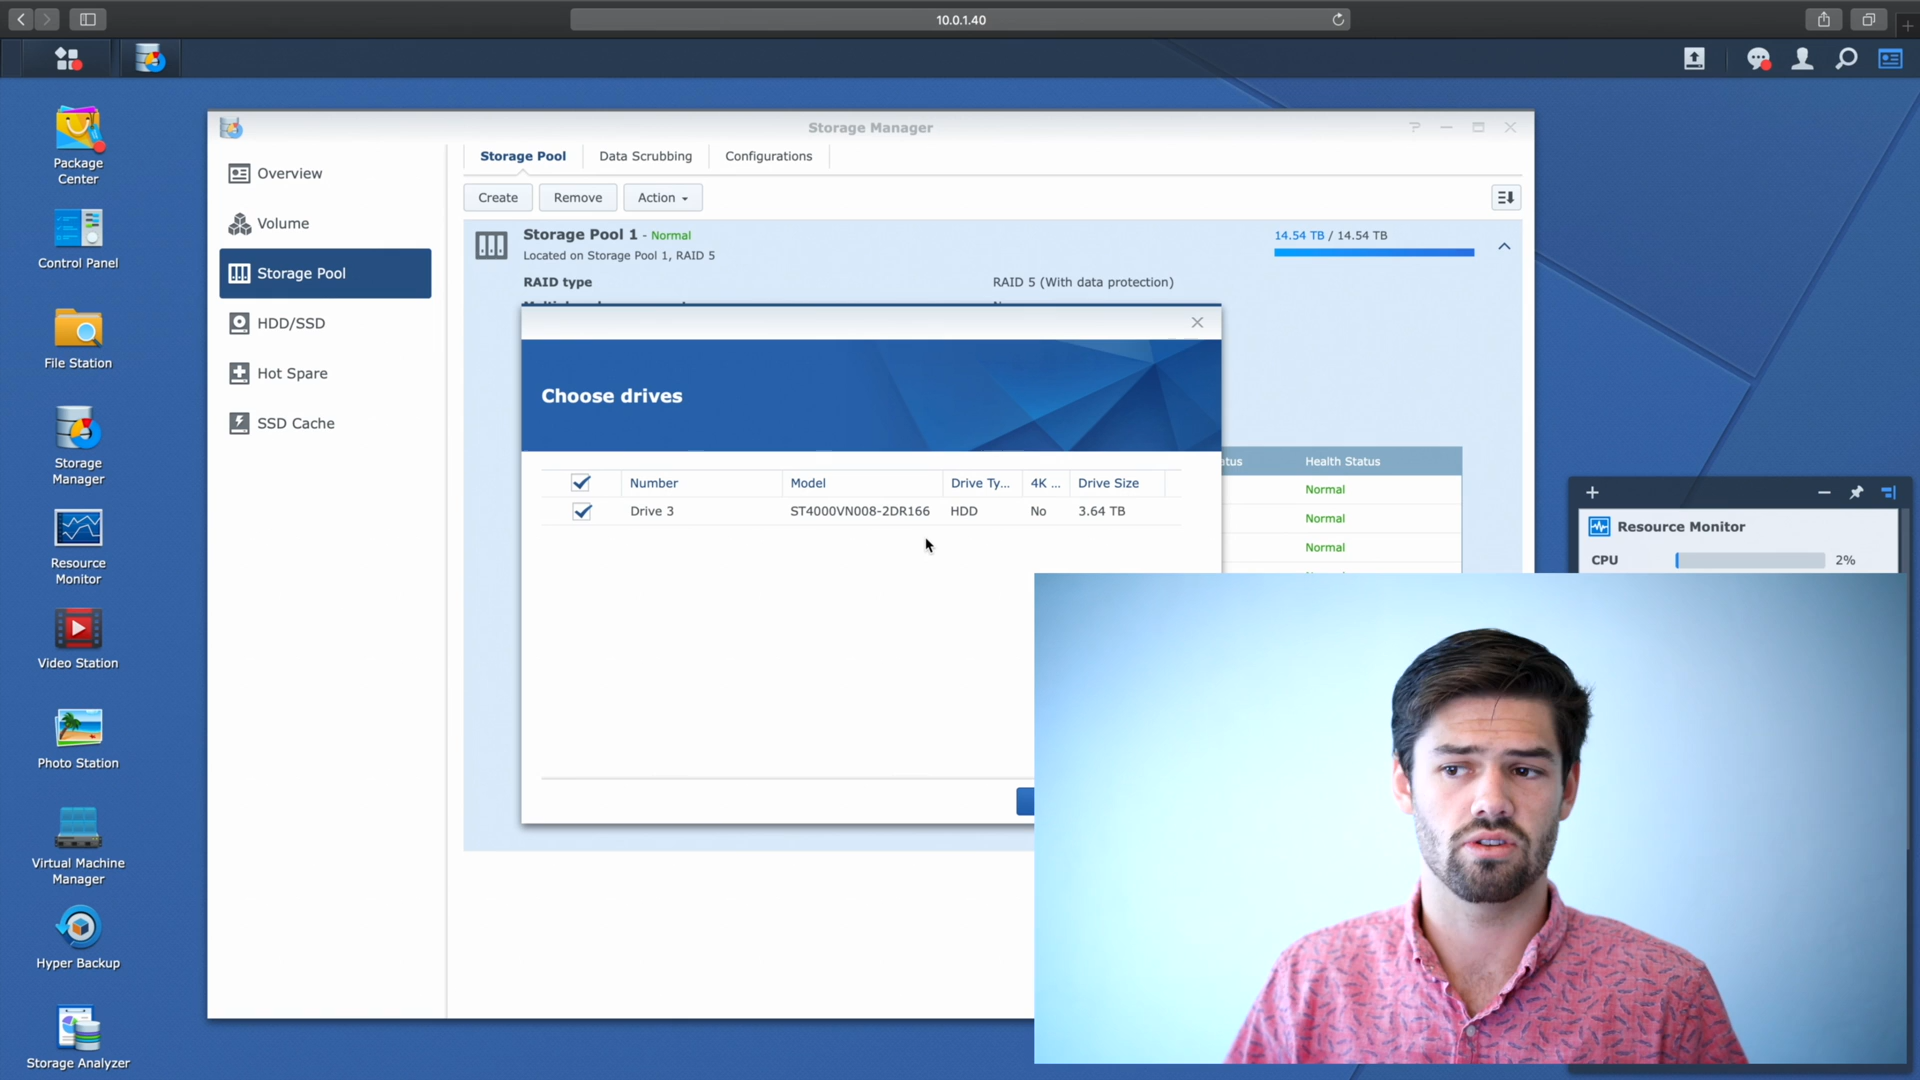 10.0.1.40
Package
Center
Control Panel
File Station
Storage
Manager
Resource
Monitor
Video Station
Photo Station
Virtual Machine
Manager
Hyper Backup
Storage Analyzer
Storage Manager
Overview
Volume
Storage Pool
HDD/SSD
Hot Spare
SSD Cache
Storage Pool Data Scrubbing Configurations
Create Remove Action
Storage Pool 1 - Normal
14.54 TB / 14.54 TB
Located on Storage Pool 1, RAID 5
RAID type RAID 5 (With data protection)
Choose drives
Number Model Drive Ty... 4K ... Drive Size
Drive 3 ST4000VN008-2DR166 HDD No 3.64 TB
Health Status
Normal
Normal
Normal
Resource Monitor
CPU 2%